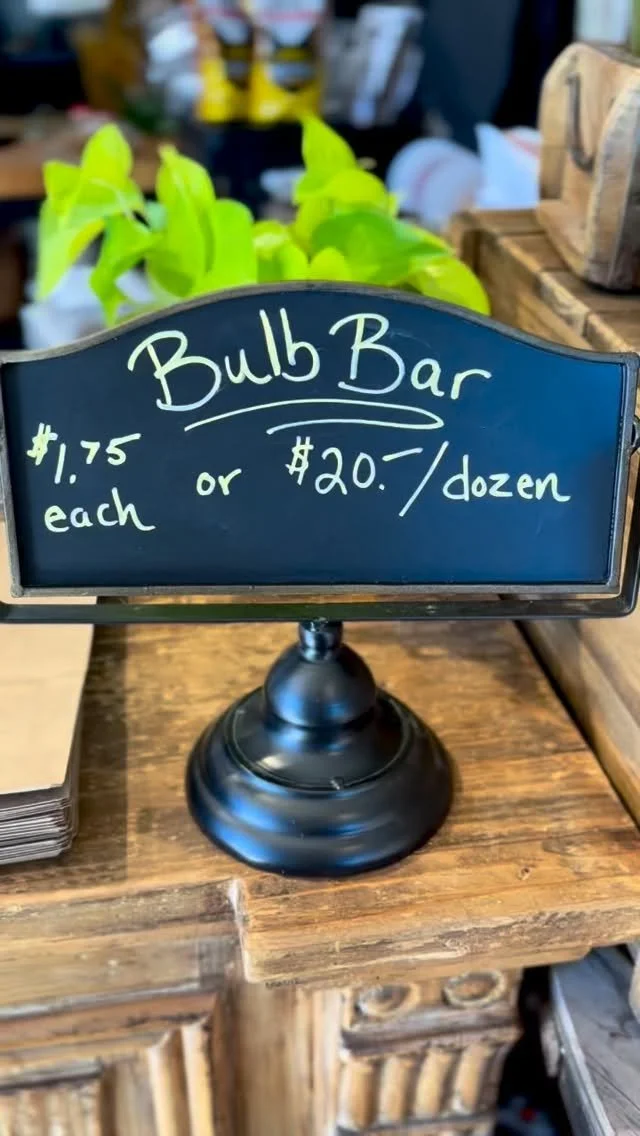 Bulb Bar
$1.75 each or $20.-/dozen